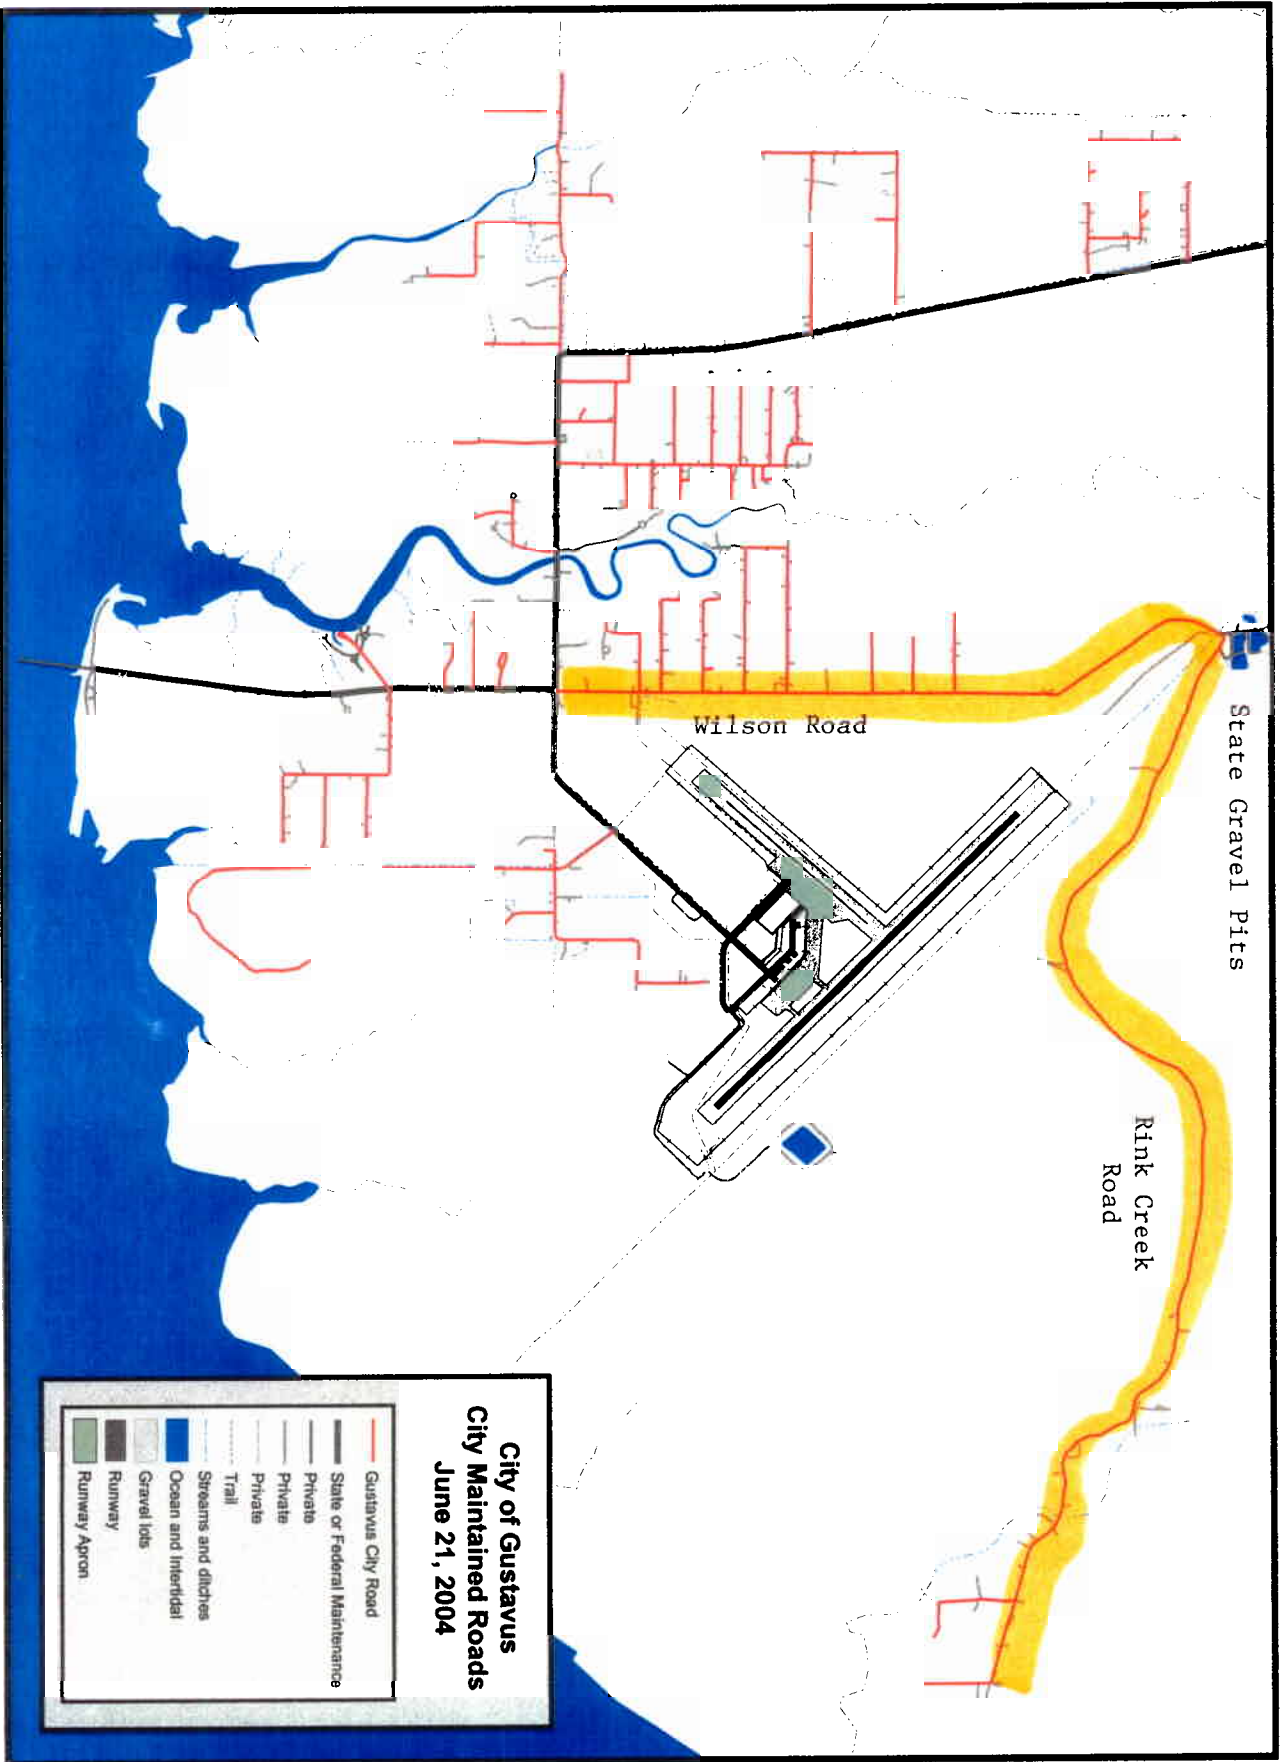 Wilson Road
State Gravel Pits
Rink Creek
Road
City of Gustavus
City Maintained Roads
June 21, 2004
Gustavus City Road
State or Federal Maintenance
Private
Private
Private
Trail
Streams and ditches
Ocean and Intertidal
Gravel lots
Runway
Runway Apron